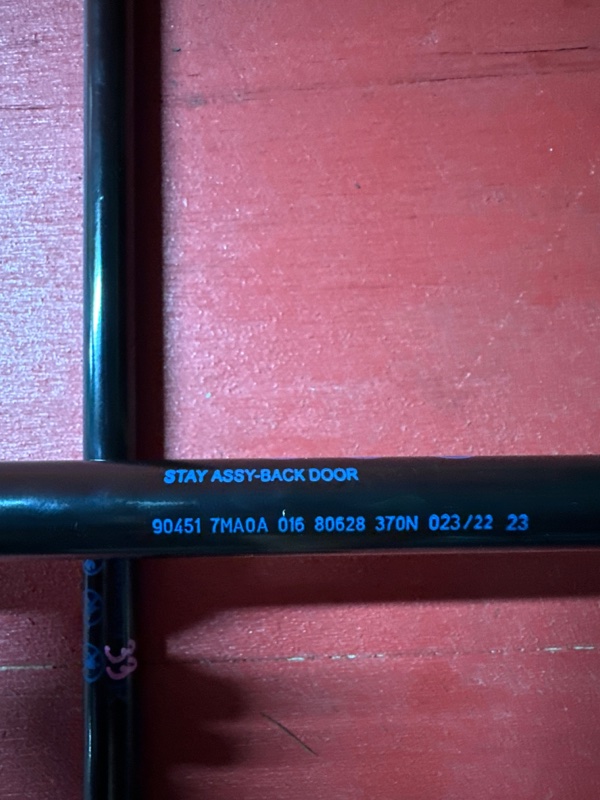 STAY ASSY-BACK DOOR
90451 7MA0A 016 80628 370N 023/22 23